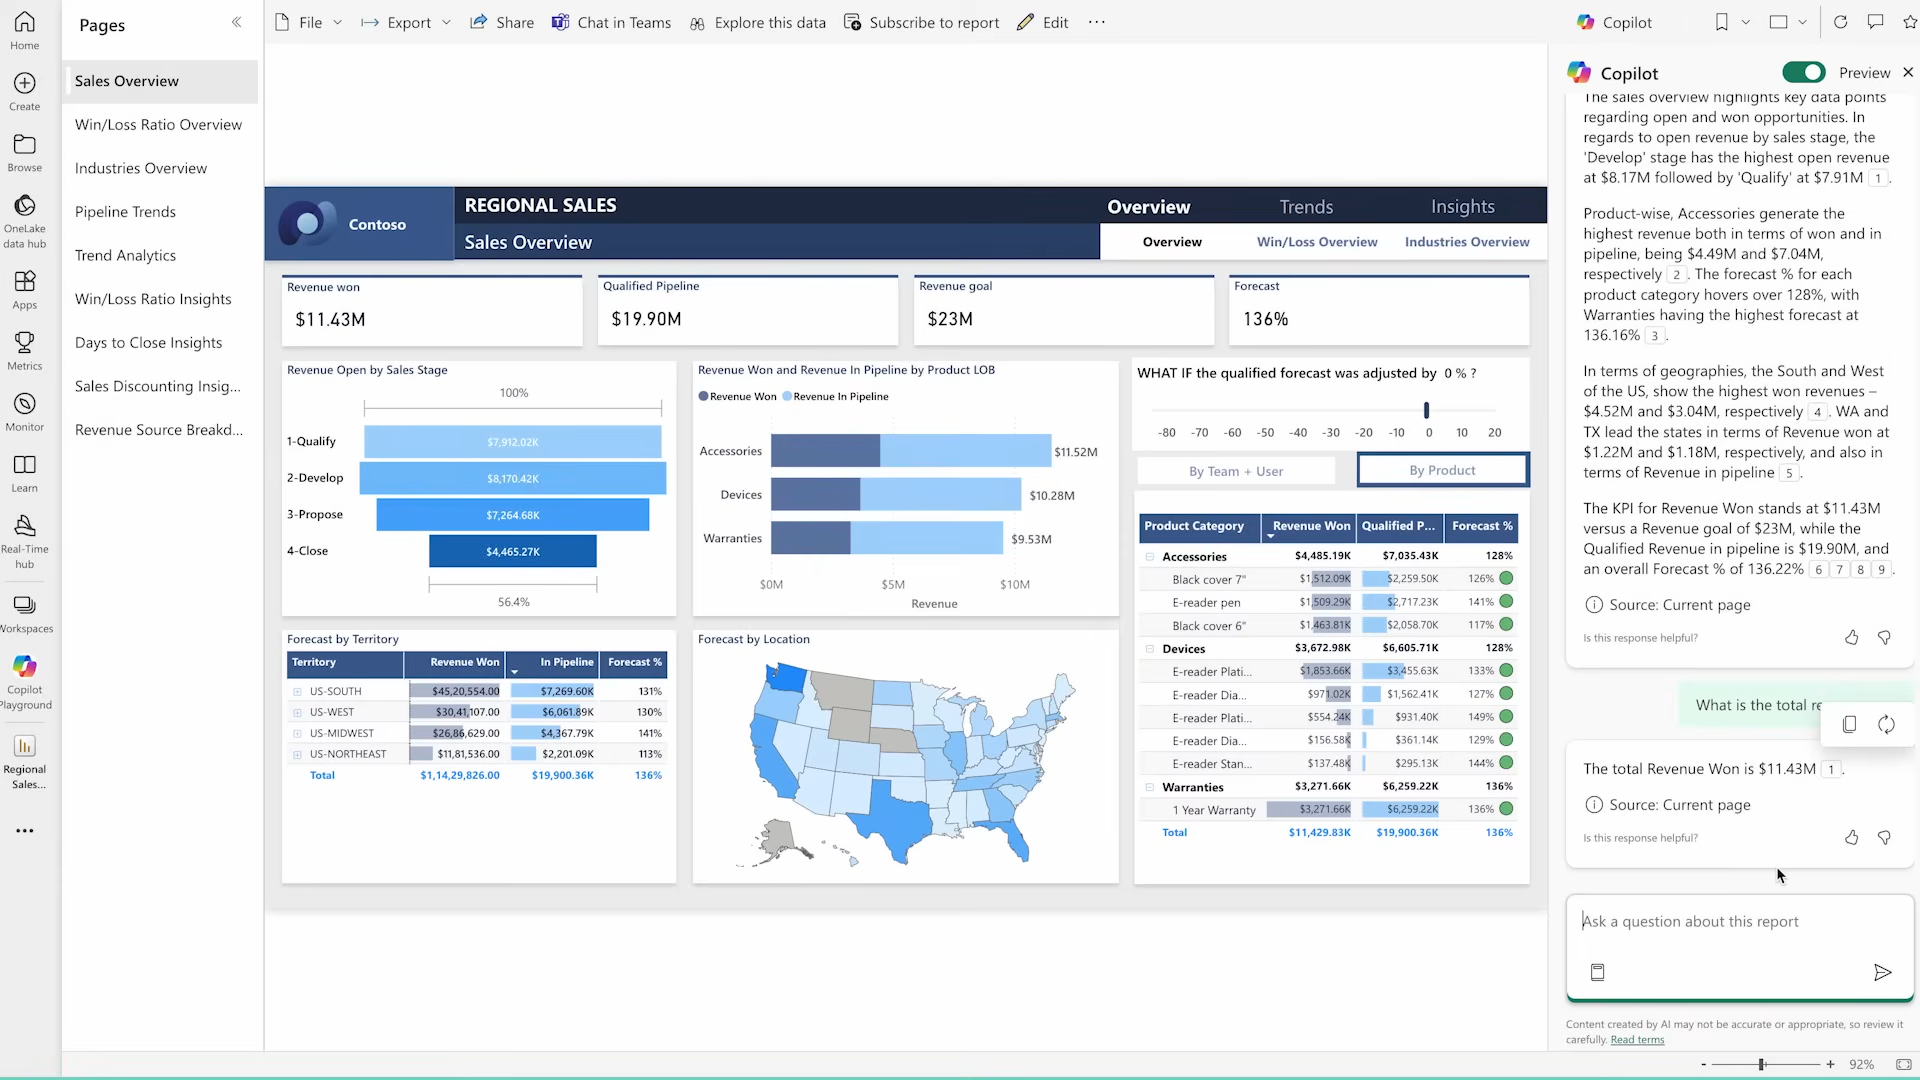 Home
Create
Browse
OneLake
data hub
Apps
Metrics
Monitor
Learn
Real-Time
hub
Workspaces
Copilot
Playground
Regional
Sales...
Pages
Sales Overview
Win/Loss Ratio Overview
Industries Overview
Pipeline Trends
Trend Analytics
Win/Loss Ratio Insights
Days to Close Insights
Sales Discounting Insig...
Revenue Source Breakd...
File
Export
Share
Chat in Teams
Explore this data
Subscribe to report
Edit
Copilot
Contoso
REGIONAL SALES
Sales Overview
Overview Trends Insights
Overview Win/Loss Overview Industries Overview
Revenue won
$11.43M
Qualified Pipeline
$19.90M
Revenue goal
$23M
Forecast
136%
Revenue Open by Sales Stage
100%
1-Qualify $7,912.02K
2-Develop $8,170.42K
3-Propose $7,264.68K
4-Close $4,465.27K
56.4%
Revenue Won and Revenue In Pipeline by Product LOB
Revenue Won Revenue In Pipeline
Accessories $11.52M
Devices $10.28M
Warranties $9.53M
$0M $5M $10M
Revenue
WHAT IF the qualified forecast was adjusted by 0 % ?
-80 -70 -60 -50 -40 -30 -20 -10 0 10 20
By Team + User By Product
Product Category Revenue Won Qualified P... Forecast %
Accessories $4,485.19K $7,035.43K 128%
Black cover 7" $1,512.09K $2,259.50K 126%
E-reader pen $1,509.29K $2,717.23K 141%
Black cover 6" $1,463.81K $2,058.70K 117%
Devices $3,672.98K $6,605.71K 128%
E-reader Plati... $1,853.66K $3,455.63K 133%
E-reader Dia... $971.02K $1,562.41K 127%
E-reader Plati... $554.24K $931.40K 149%
E-reader Dia... $156.58K $361.14K 129%
E-reader Stan... $137.48K $295.13K 144%
Warranties $3,271.66K $6,259.22K 136%
1 Year Warranty $3,271.66K $6,259.22K 136%
Total $11,429.83K $19,900.36K 136%
Forecast by Territory
Territory Revenue Won In Pipeline Forecast %
US-SOUTH $45,20,554.00 $7,269.60K 131%
US-WEST $30,41,107.00 $6,061.89K 130%
US-MIDWEST $26,86,629.00 $4,367.79K 141%
US-NORTHEAST $11,81,536.00 $2,201.09K 113%
Total $1,14,29,826.00 $19,900.36K 136%
Forecast by Location
Copilot Preview
The sales overview highlights key data points
regarding open and won opportunities. In
regards to open revenue by sales stage, the
'Develop' stage has the highest open revenue
at $8.17M followed by 'Qualify' at $7.91M 1 .
Product-wise, Accessories generate the
highest revenue both in terms of won and in
pipeline, being $4.49M and $7.04M,
respectively 2 . The forecast % for each
product category hovers over 128%, with
Warranties having the highest forecast at
136.16% 3 .
In terms of geographies, the South and West
of the US, show the highest won revenues –
$4.52M and $3.04M, respectively 4 . WA and
TX lead the states in terms of Revenue won at
$1.22M and $1.18M, respectively, and also in
terms of Revenue in pipeline 5 .
The KPI for Revenue Won stands at $11.43M
versus a Revenue goal of $23M, while the
Qualified Revenue in pipeline is $19.90M, and
an overall Forecast % of 136.22% 6 7 8 9 .
Source: Current page
Is this response helpful?
What is the total re
The total Revenue Won is $11.43M 1 .
Source: Current page
Is this response helpful?
Ask a question about this report
Content created by AI may not be accurate or appropriate, so review it
carefully. Read terms
- + 92%